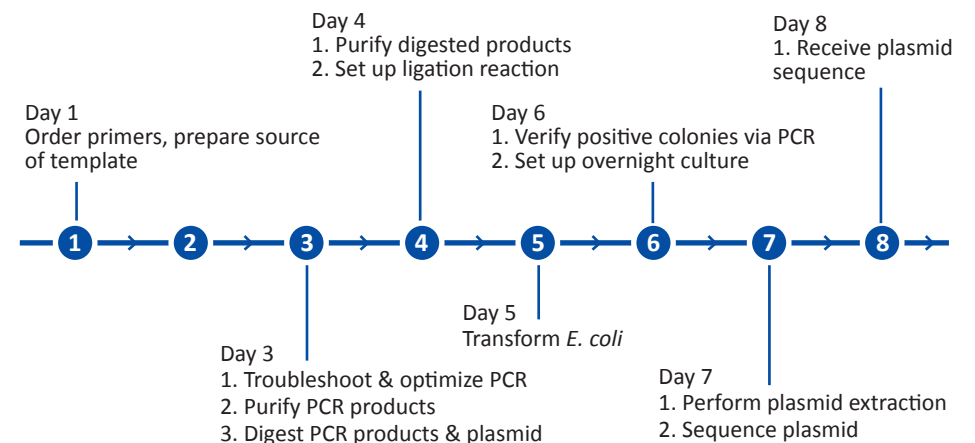 Day 4
1. Purify digested products
2. Set up ligation reaction
Day 8
1. Receive plasmid
sequence
Day 1
Order primers, prepare source
of template
Day 6
1. Verify positive colonies via PCR
2. Set up overnight culture
1 2 3 4 5 6 7 8
Day 5
Transform E. coli
Day 3
1. Troubleshoot & optimize PCR
2. Purify PCR products
3. Digest PCR products & plasmid
Day 7
1. Perform plasmid extraction
2. Sequence plasmid